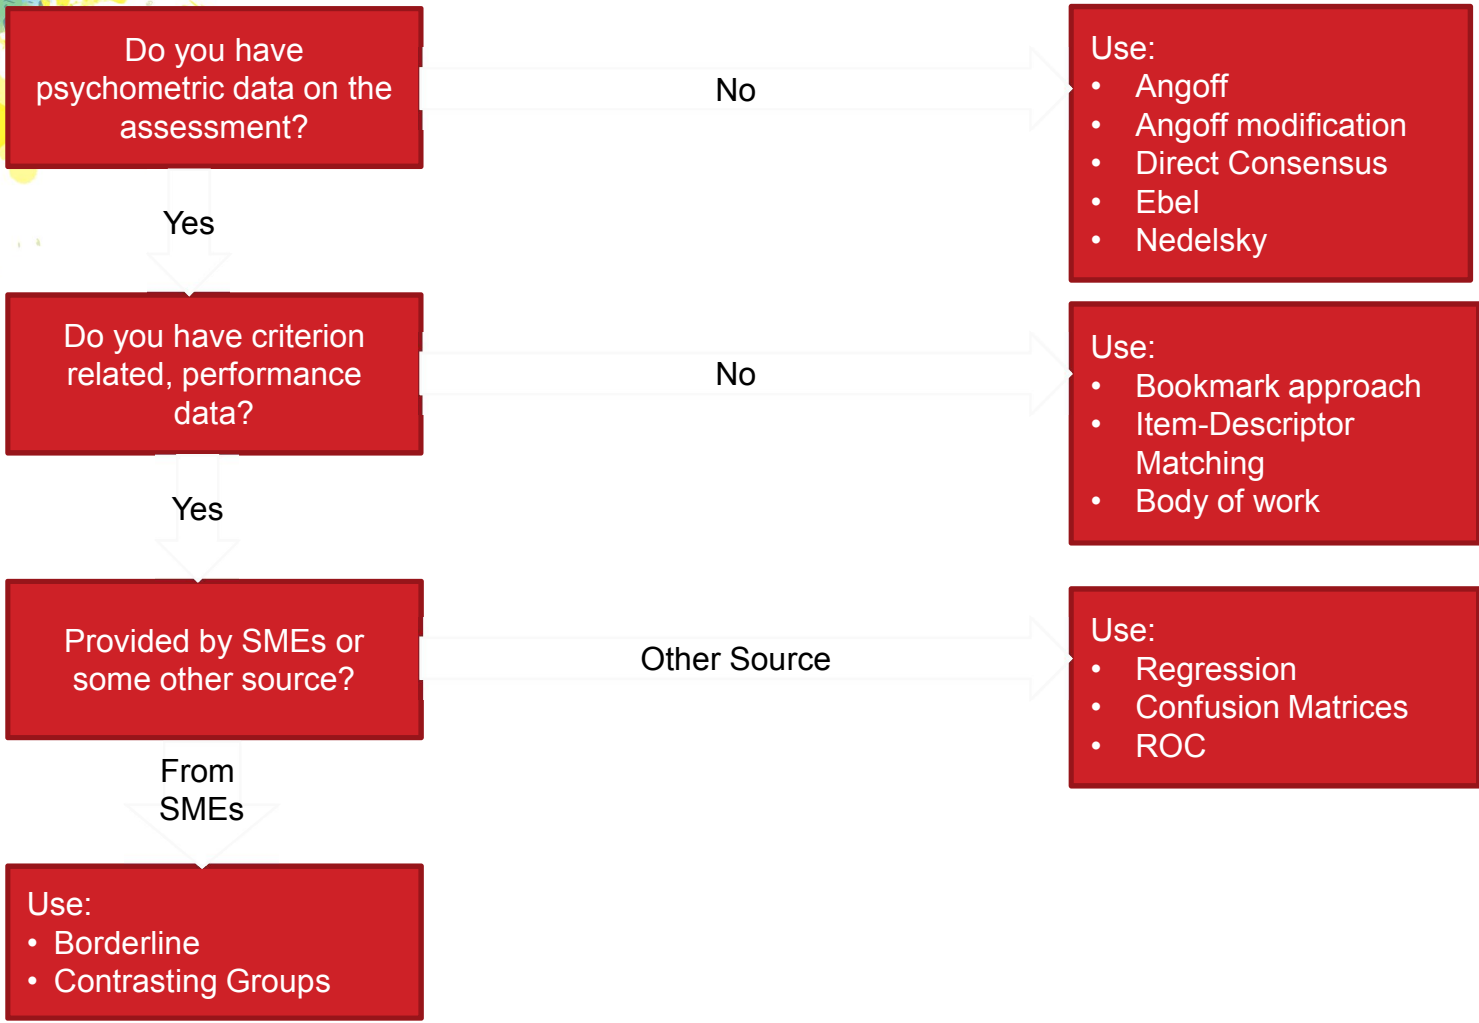 Do you have
psychometric data on the
assessment?
No
Use:
• Angoff
• Angoff modification
• Direct Consensus
• Ebel
• Nedelsky
Yes
Do you have criterion
related, performance
data?
No
Use:
• Bookmark approach
• Item-Descriptor
Matching
• Body of work
Yes
Provided by SMEs or
some other source?
Other Source
Use:
• Regression
• Confusion Matrices
• ROC
From
SMEs
Use:
• Borderline
• Contrasting Groups